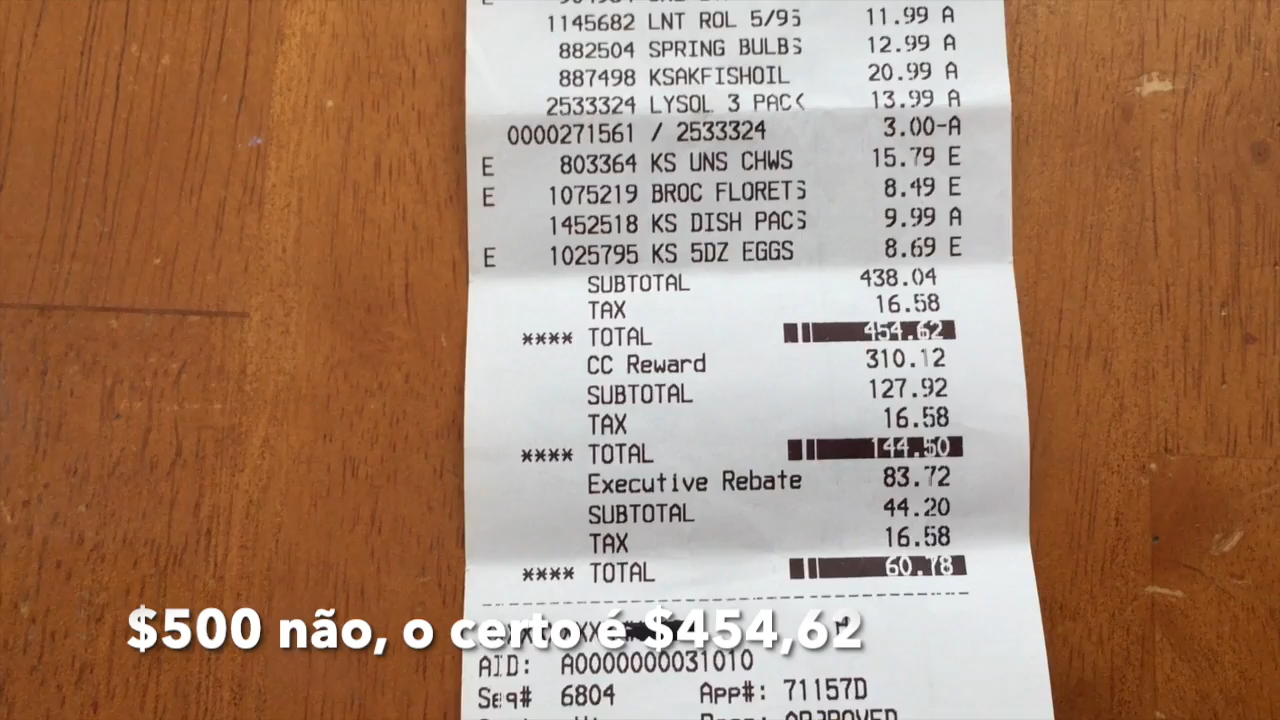 E
1145682 LNT ROL 5/95 11.99 A
882504 SPRING BULBS 12.99 A
887498 KSAKFISHOIL 20.99 A
2533324 LYSOL 3 PACK 13.99 A
0000271561 / 2533324 3.00-A
E 803364 KS UNS CHWS 15.79 E
E 1075219 BROC FLORETS 8.49 E
1452518 KS DISH PACS 9.99 A
E 1025795 KS 5DZ EGGS 8.69 E
SUBTOTAL 438.04
TAX 16.58
**** TOTAL 454.62
CC Reward 310.12
SUBTOTAL 127.92
TAX 16.58
**** TOTAL 144.50
Executive Rebate 83.72
SUBTOTAL 44.20
TAX 16.58
**** TOTAL 60.78
$500 não, o certo é $454,62
AID: A0000000031010
Seq# 6804 App#: 71157D
APPROVED